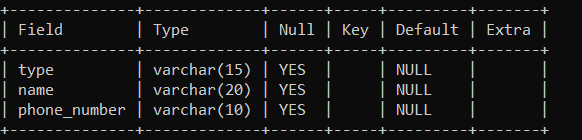 +--------------+-------------+------+-----+---------+-------+
| Field        | Type        | Null | Key | Default | Extra |
+--------------+-------------+------+-----+---------+-------+
| type         | varchar(15) | YES  |     | NULL    |       |
| name         | varchar(20) | YES  |     | NULL    |       |
| phone_number | varchar(10) | YES  |     | NULL    |       |
+--------------+-------------+------+-----+---------+-------+